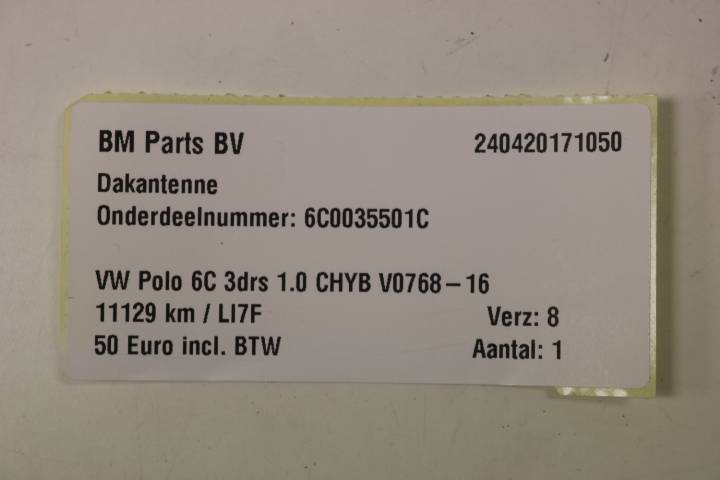 BM Parts BV 240420171050
Dakantenne
Onderdeelnummer: 6C0035501C
VW Polo 6C 3drs 1.0 CHYB V0768-16
11129 km / LI7F Verz: 8
50 Euro incl. BTW Aantal: 1